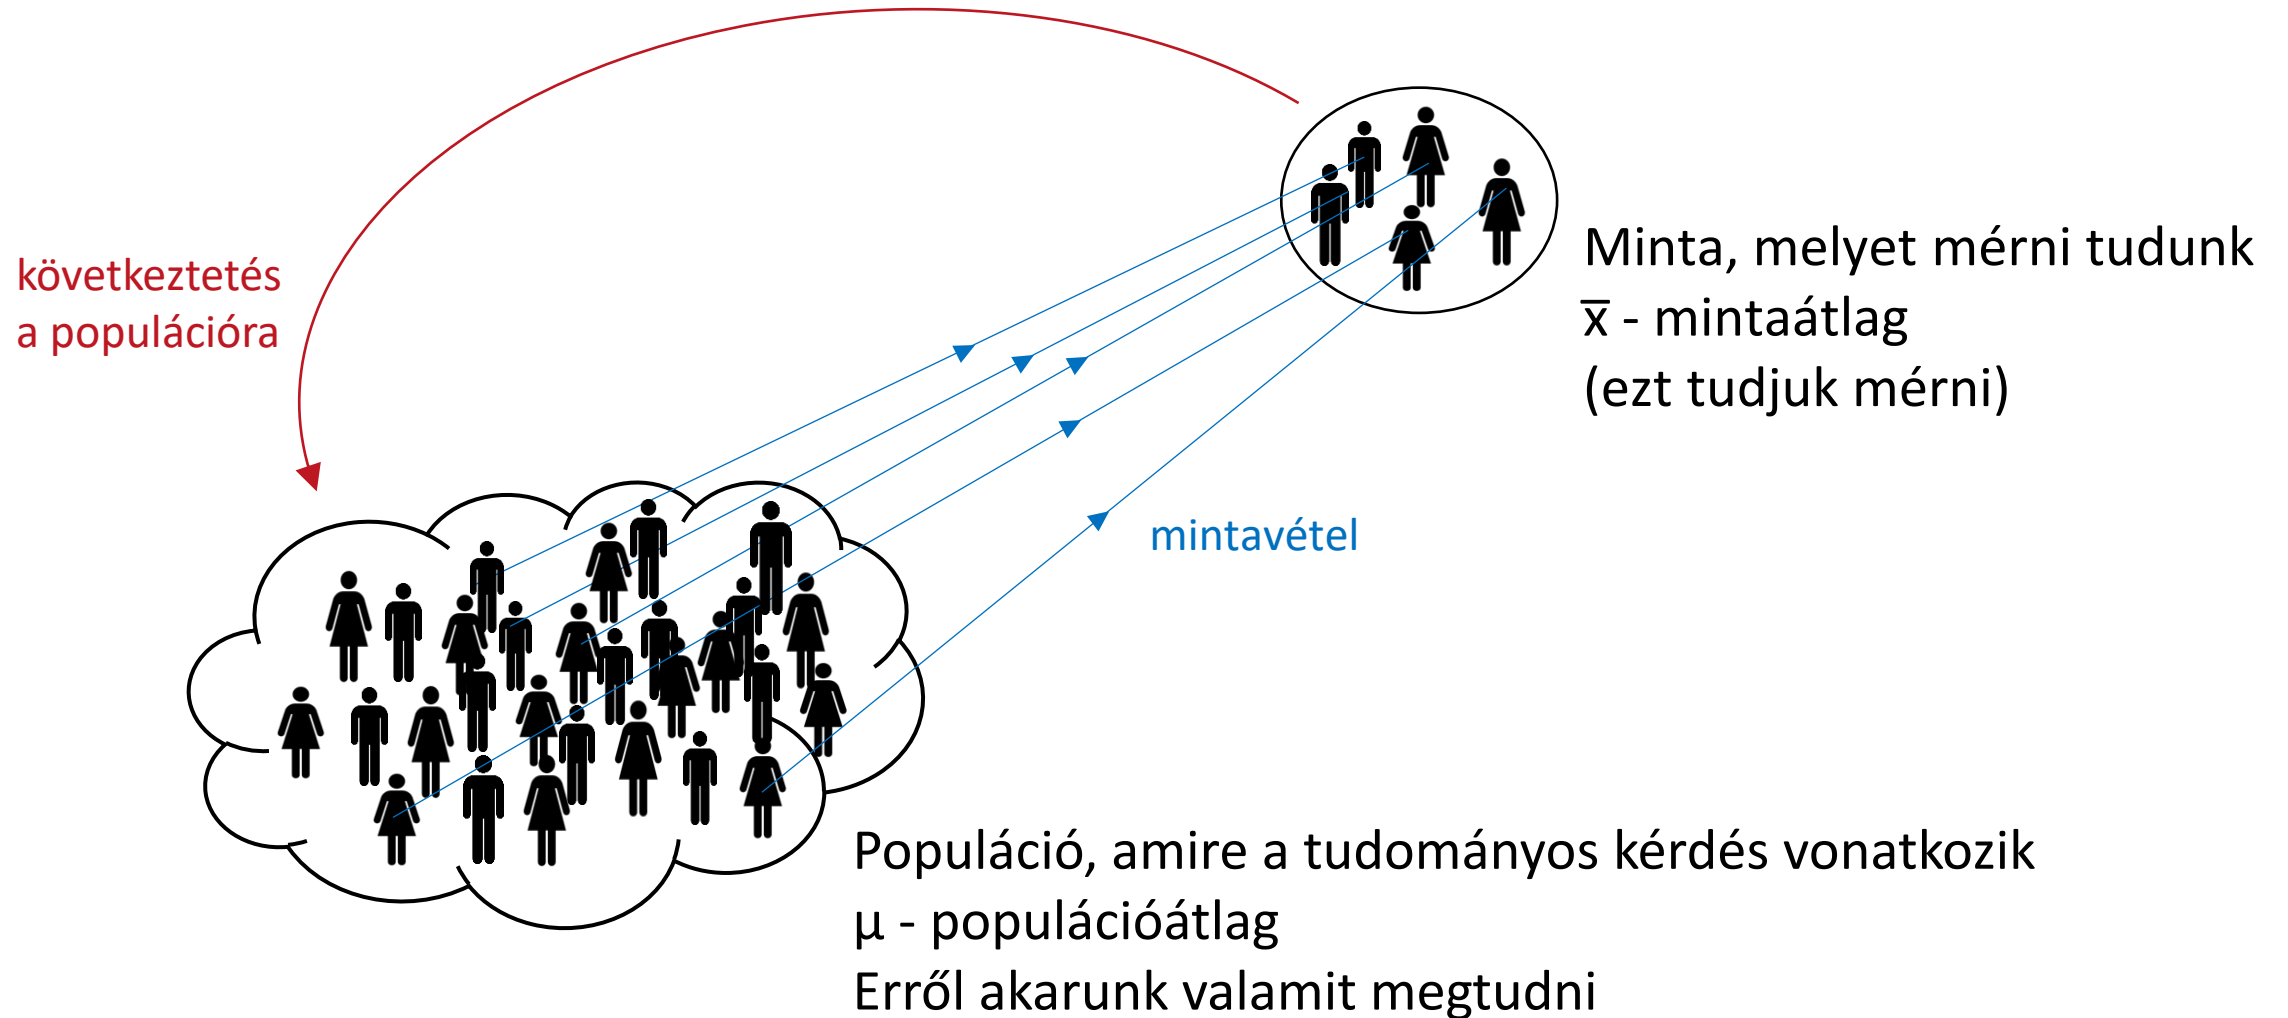 következtetés
a populációra
Minta, melyet mérni tudunk
x̅ - mintaátlag
(ezt tudjuk mérni)
mintavétel
Populáció, amire a tudományos kérdés vonatkozik
μ - populációátlag
Erről akarunk valamit megtudni